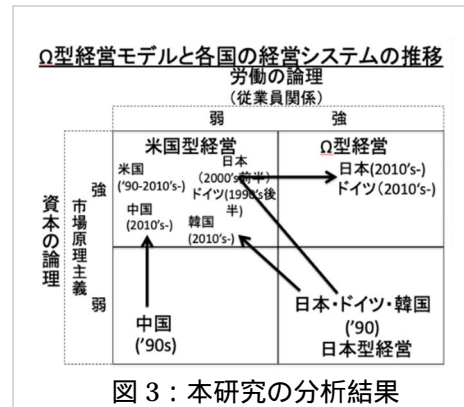 Ω型経営モデルと各国の経営システムの推移
労働の論理
(従業員関係)
弱 強
米国型経営
Ω型経営
米国
('90-2010's-)
日本
(2000's前半)
ドイツ(1990's後
半)
日本(2010's-)
ドイツ(2010's-)
中国
(2010's-)
韓国
(2010's-)
資本の論理
市場原理主義
強
弱
中国
('90s)
日本・ドイツ・韓国
('90)
日本型経営
図 3：本研究の分析結果